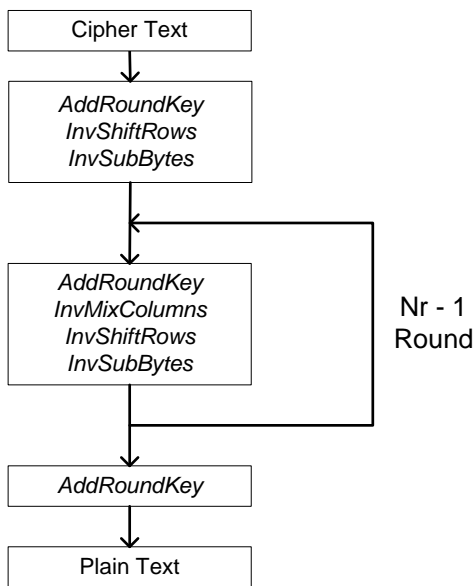 Cipher Text
AddRoundKey
InvShiftRows
InvSubBytes
AddRoundKey
InvMixColumns
InvShiftRows
InvSubBytes
Nr - 1
Round
AddRoundKey
Plain Text